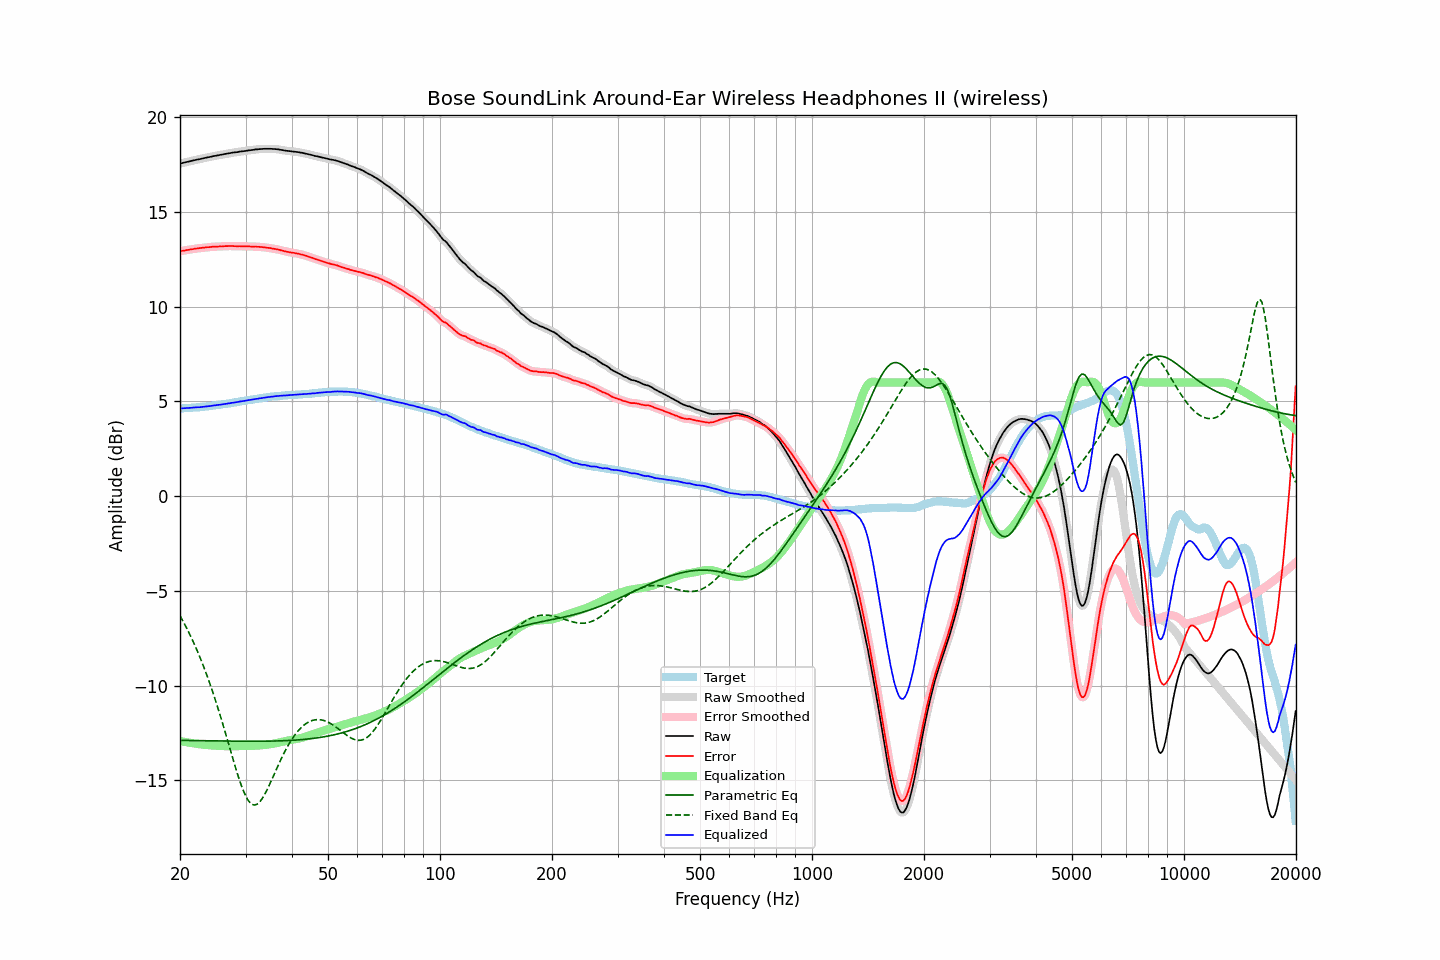 Bose SoundLink Around-Ear Wireless Headphones II (wireless)
20
15
10
5
0
−5
−10
−15
Amplitude (dBr)
Target
Raw Smoothed
Error Smoothed
Raw
Error
Equalization
Parametric Eq
Fixed Band Eq
Equalized
20 50 100 200 500 1000 2000 5000 10000 20000
Frequency (Hz)